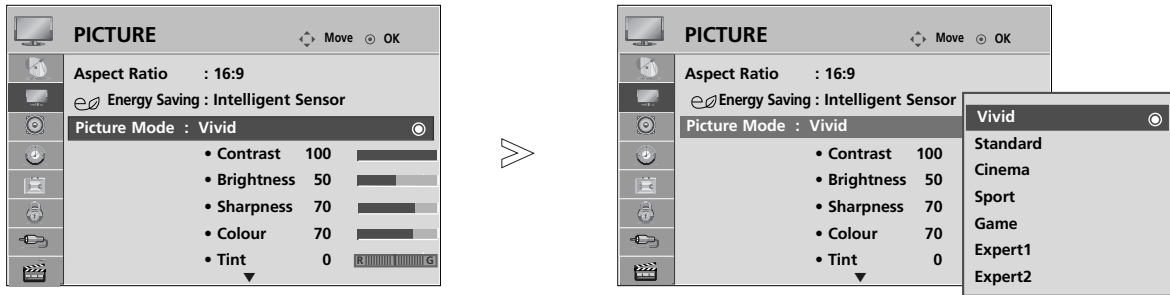 PICTURE
Move OK
Aspect Ratio : 16:9
Energy Saving : Intelligent Sensor
Picture Mode : Vivid
• Contrast 100
• Brightness 50
• Sharpness 70
• Colour 70
• Tint 0 R G
PICTURE
Move OK
Aspect Ratio : 16:9
Energy Saving : Intelligent Sensor
Picture Mode : Vivid
• Contrast 100
• Brightness 50
• Sharpness 70
• Colour 70
• Tint 0
Vivid
Standard
Cinema
Sport
Game
Expert1
Expert2